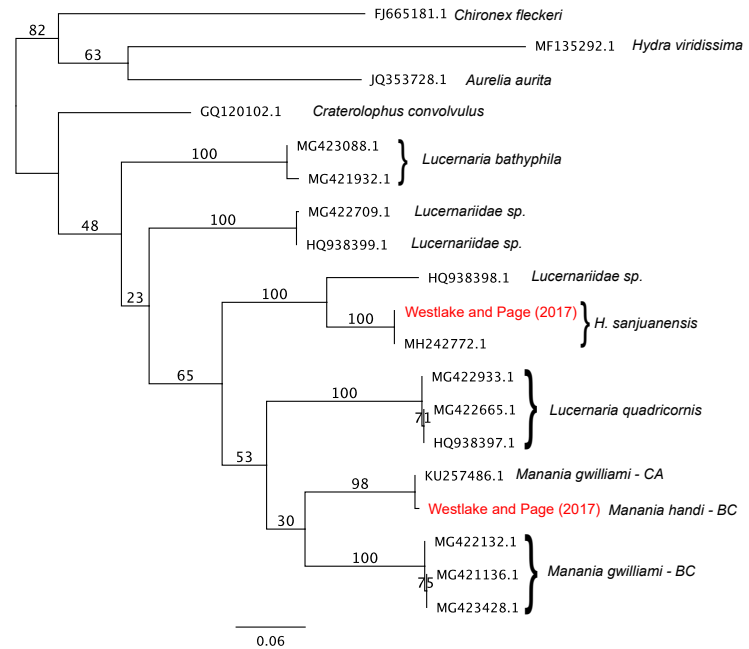 FJ665181.1 Chironex fleckeri
82
MF135292.1 Hydra viridissima
63
JQ353728.1 Aurelia aurita
GQ120102.1 Craterolophus convolvulus
MG423088.1
100
} Lucernaria bathyphila
MG421932.1
MG422709.1 Lucernariidae sp.
100
48
HQ938399.1 Lucernariidae sp.
HQ938398.1 Lucernariidae sp.
100
23
Westlake and Page (2017)
100
} H. sanjuanensis
MH242772.1
65
MG422933.1
100
MG422665.1 } Lucernaria quadricornis
71
HQ938397.1
53
KU257486.1 Manania gwilliami - CA
98
Westlake and Page (2017) Manania handi - BC
30
MG422132.1
100
MG421136.1 } Manania gwilliami - BC
75
MG423428.1
0.06